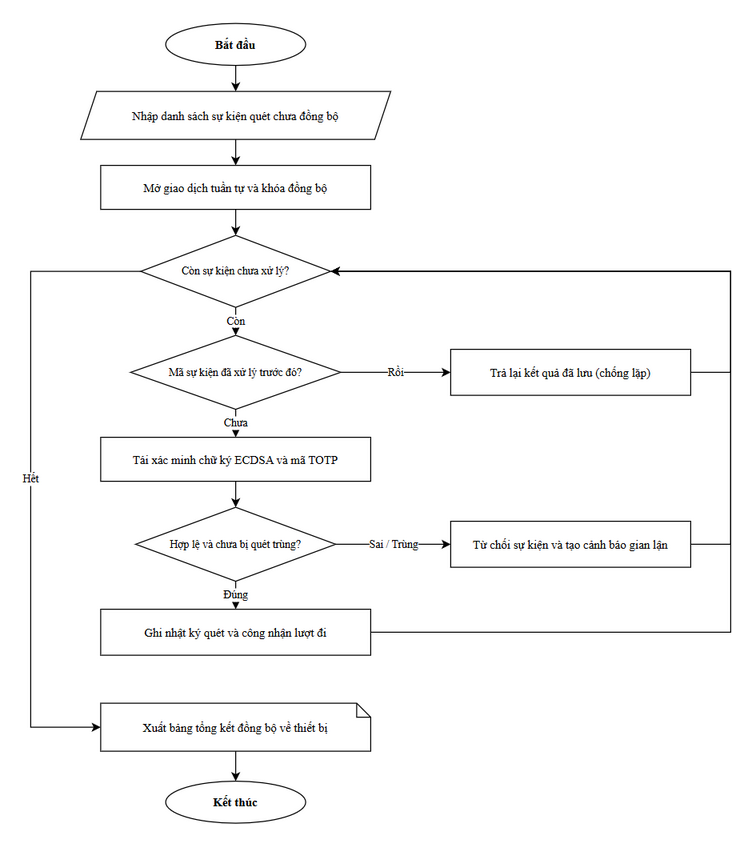 Bắt đầu
Nhập danh sách sự kiện quét chưa đồng bộ
Mở giao dịch tuần tự và khóa đồng bộ
Còn sự kiện chưa xử lý?
Còn
Mã sự kiện đã xử lý trước đó?
Rồi
Trả lại kết quả đã lưu (chống lặp)
Chưa
Tái xác minh chữ ký ECDSA và mã TOTP
Hết
Hợp lệ và chưa bị quét trùng?
Sai / Trùng
Từ chối sự kiện và tạo cảnh báo gian lận
Đúng
Ghi nhật ký quét và công nhận lượt đi
Xuất bảng tổng kết đồng bộ về thiết bị
Kết thúc